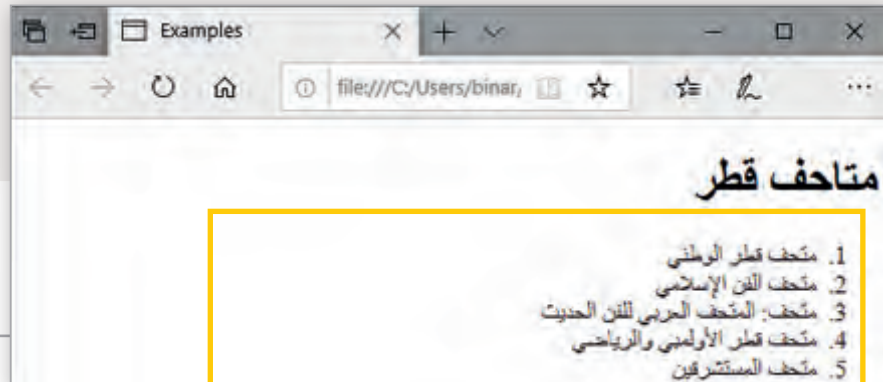 Examples
file:///C:/Users/binar,
متاحف قطر
1. متحف قطر الوطني
2. متحف الفن الإسلامي
3. متحف: المتحف العربي للفن الحديث
4. متحف قطر الأولمبي والرياضي
5. متحف المستشرقين